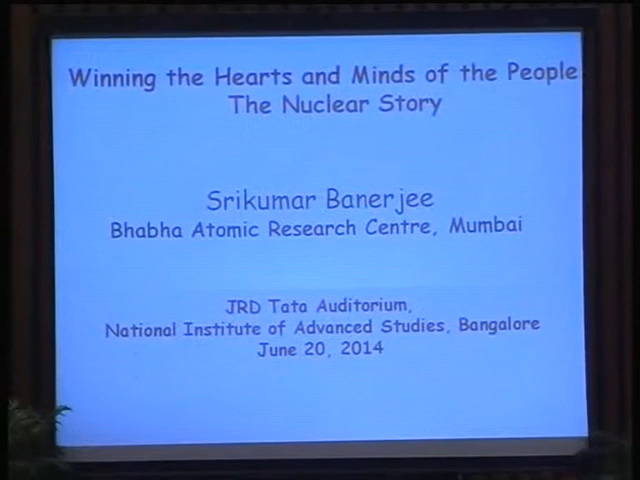 Winning the Hearts and Minds of the People
The Nuclear Story
Srikumar Banerjee
Bhabha Atomic Research Centre, Mumbai
JRD Tata Auditorium,
National Institute of Advanced Studies, Bangalore
June 20, 2014